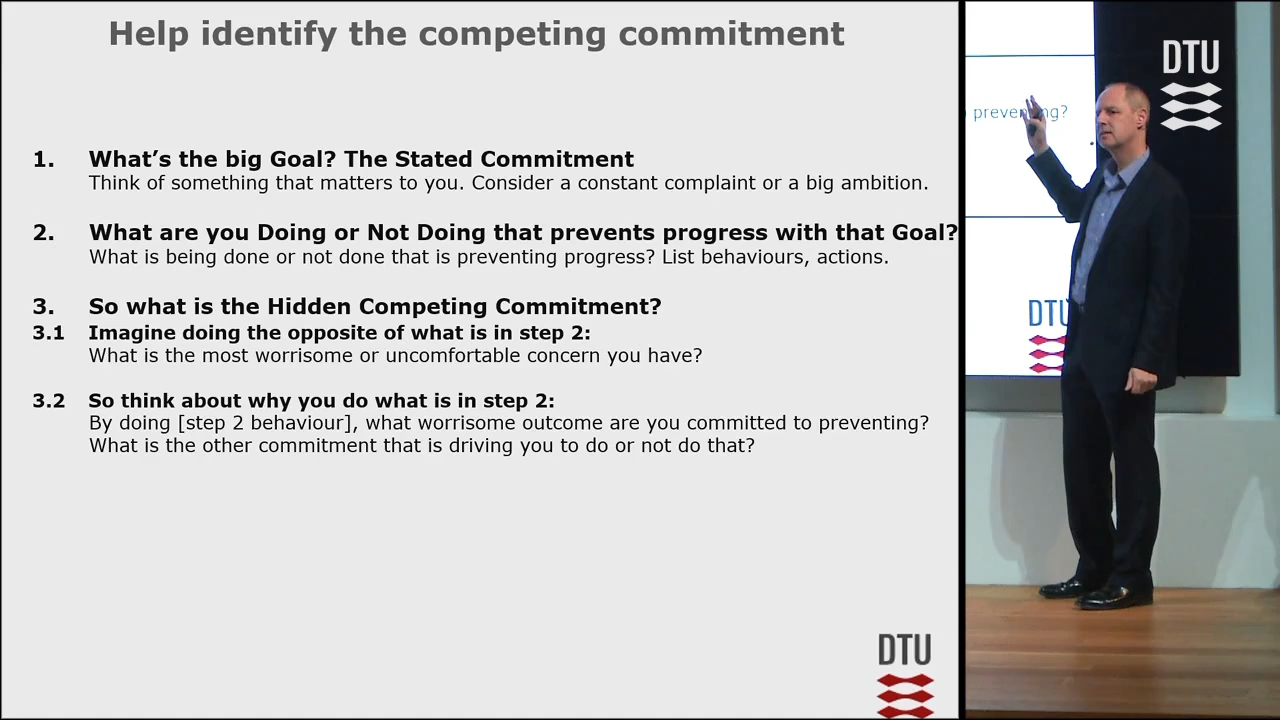 Help identify the competing commitment
1. What's the big Goal? The Stated Commitment
Think of something that matters to you. Consider a constant complaint or a big ambition.
2. What are you Doing or Not Doing that prevents progress with that Goal?
What is being done or not done that is preventing progress? List behaviours, actions.
3. So what is the Hidden Competing Commitment?
3.1 Imagine doing the opposite of what is in step 2:
What is the most worrisome or uncomfortable concern you have?
3.2 So think about why you do what is in step 2:
By doing [step 2 behaviour], what worrisome outcome are you committed to preventing?
What is the other commitment that is driving you to do or not do that?
DTU
preventing?
DTU
DTU